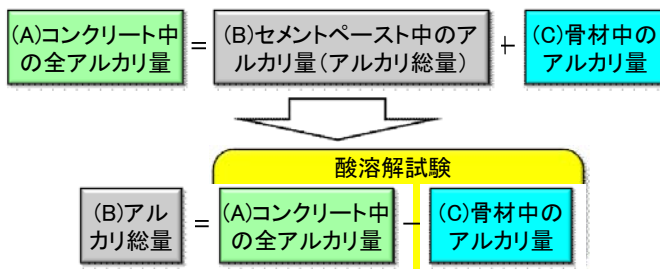 (A)コンクリート中
の全アルカリ量
=
(B)セメントペースト中のア
ルカリ量(アルカリ総量)
+
(C)骨材中の
アルカリ量
酸溶解試験
(B)アル
カリ総量
=
(A)コンクリート中
の全アルカリ量
－
(C)骨材中の
アルカリ量